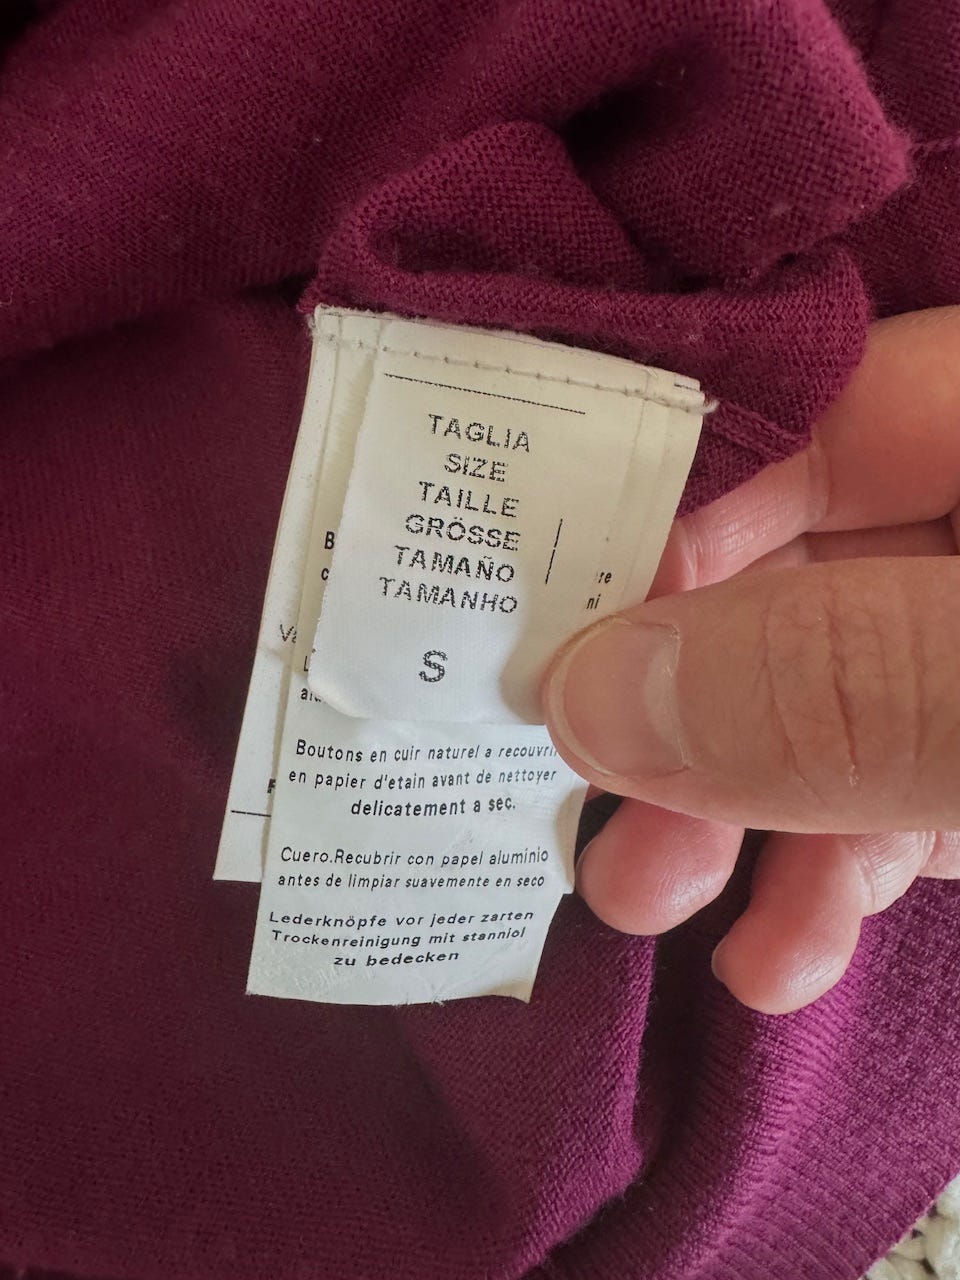 TAGLIA
SIZE
TAILLE
GRÖSSE
TAMAÑO
TAMANHO
S
Boutons en cuir naturel a recouvrir
en papier d'etain avant de nettoyer
delicatement a sec.
Cuero.Recubrir con papel aluminio
antes de limpiar suavemente en seco
Lederknöpfe vor jeder zarten
Trockenreinigung mit stanniol
zu bedecken